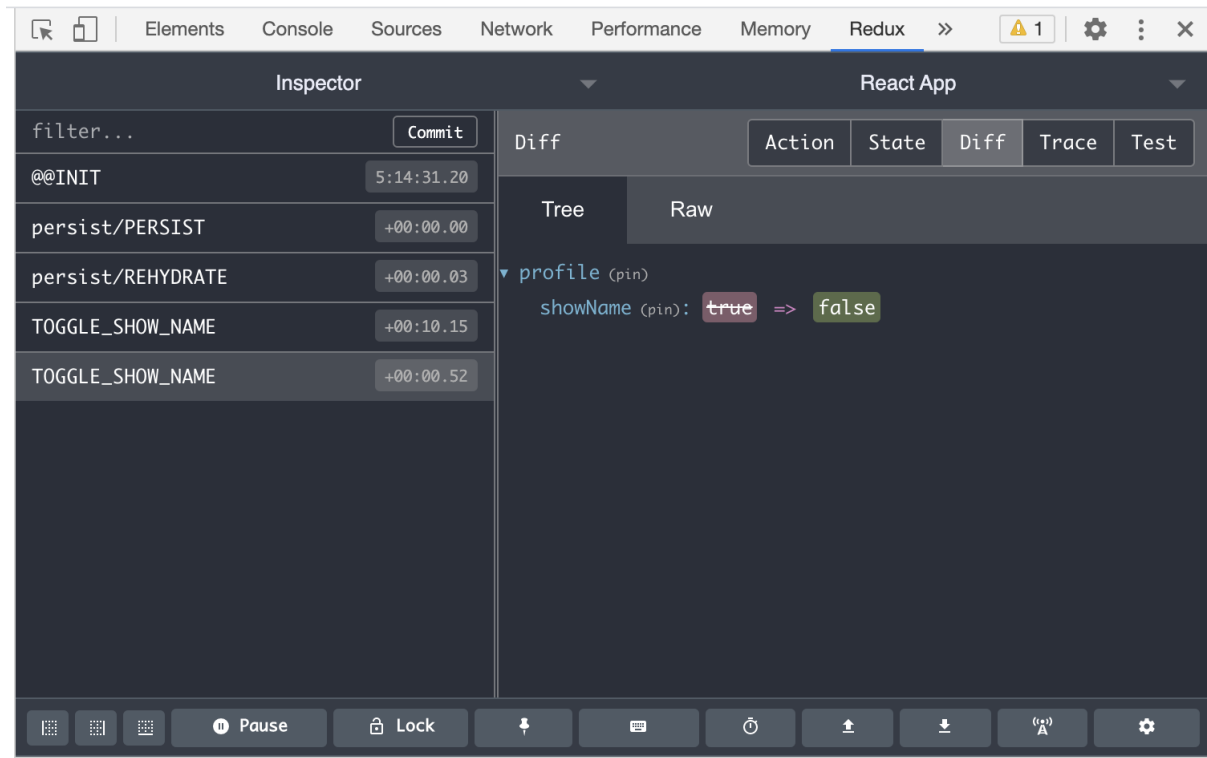 Elements Console Sources Network Performance Memory Redux » 1
Inspector React App
filter... Commit
Diff Action State Diff Trace Test
@@INIT 5:14:31.20
Tree Raw
persist/PERSIST +00:00.00
persist/REHYDRATE +00:00.03
profile (pin)
showName (pin): true => false
TOGGLE_SHOW_NAME +00:10.15
TOGGLE_SHOW_NAME +00:00.52
Pause Lock